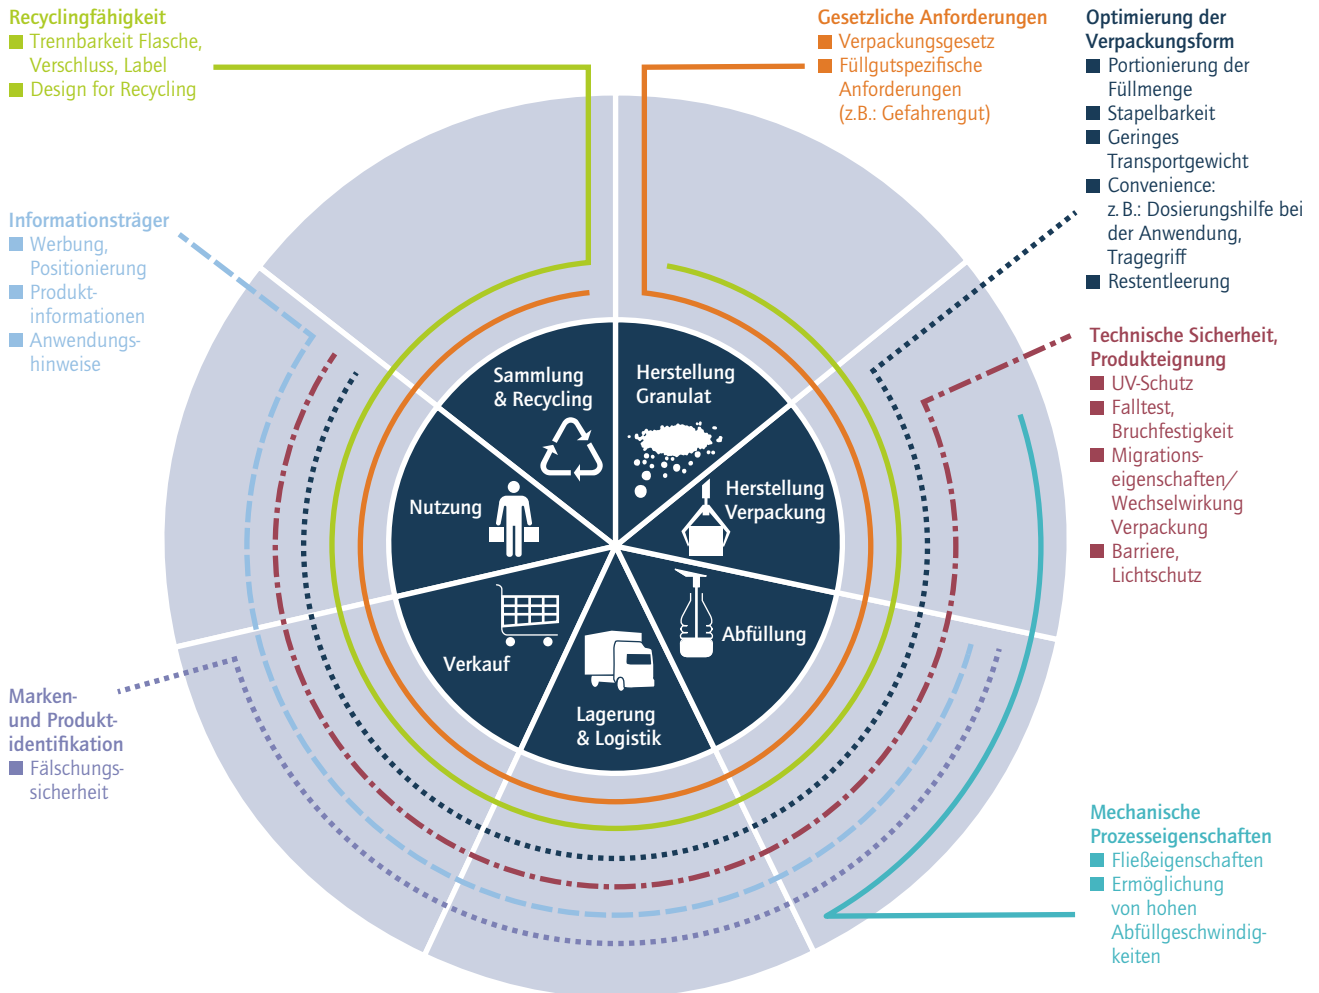 Recyclingfähigkeit
Trennbarkeit Flasche,
Verschluss, Label
Design for Recycling
Gesetzliche Anforderungen
Verpackungsgesetz
Füllgutspezifische
Anforderungen
(z.B.: Gefahrengut)
Optimierung der
Verpackungsform
Portionierung der
Füllmenge
Stapelbarkeit
Geringes
Transportgewicht
Convenience:
z. B.: Dosierungshilfe bei
der Anwendung,
Tragegriff
Restentleerung
Informationsträger
Werbung,
Positionierung
Produkt-
informationen
Anwendungs-
hinweise
Technische Sicherheit,
Produkteignung
UV-Schutz
Falltest,
Bruchfestigkeit
Migrations-
eigenschaften/
Wechselwirkung
Verpackung
Barriere,
Lichtschutz
Sammlung
& Recycling
Herstellung
Granulat
Nutzung
Herstellung
Verpackung
Verkauf
Abfüllung
Lagerung
& Logistik
Marken-
und Produkt-
identifikation
Fälschungs-
sicherheit
Mechanische
Prozesseigenschaften
Fließeigenschaften
Ermöglichung
von hohen
Abfüllgeschwindig-
keiten